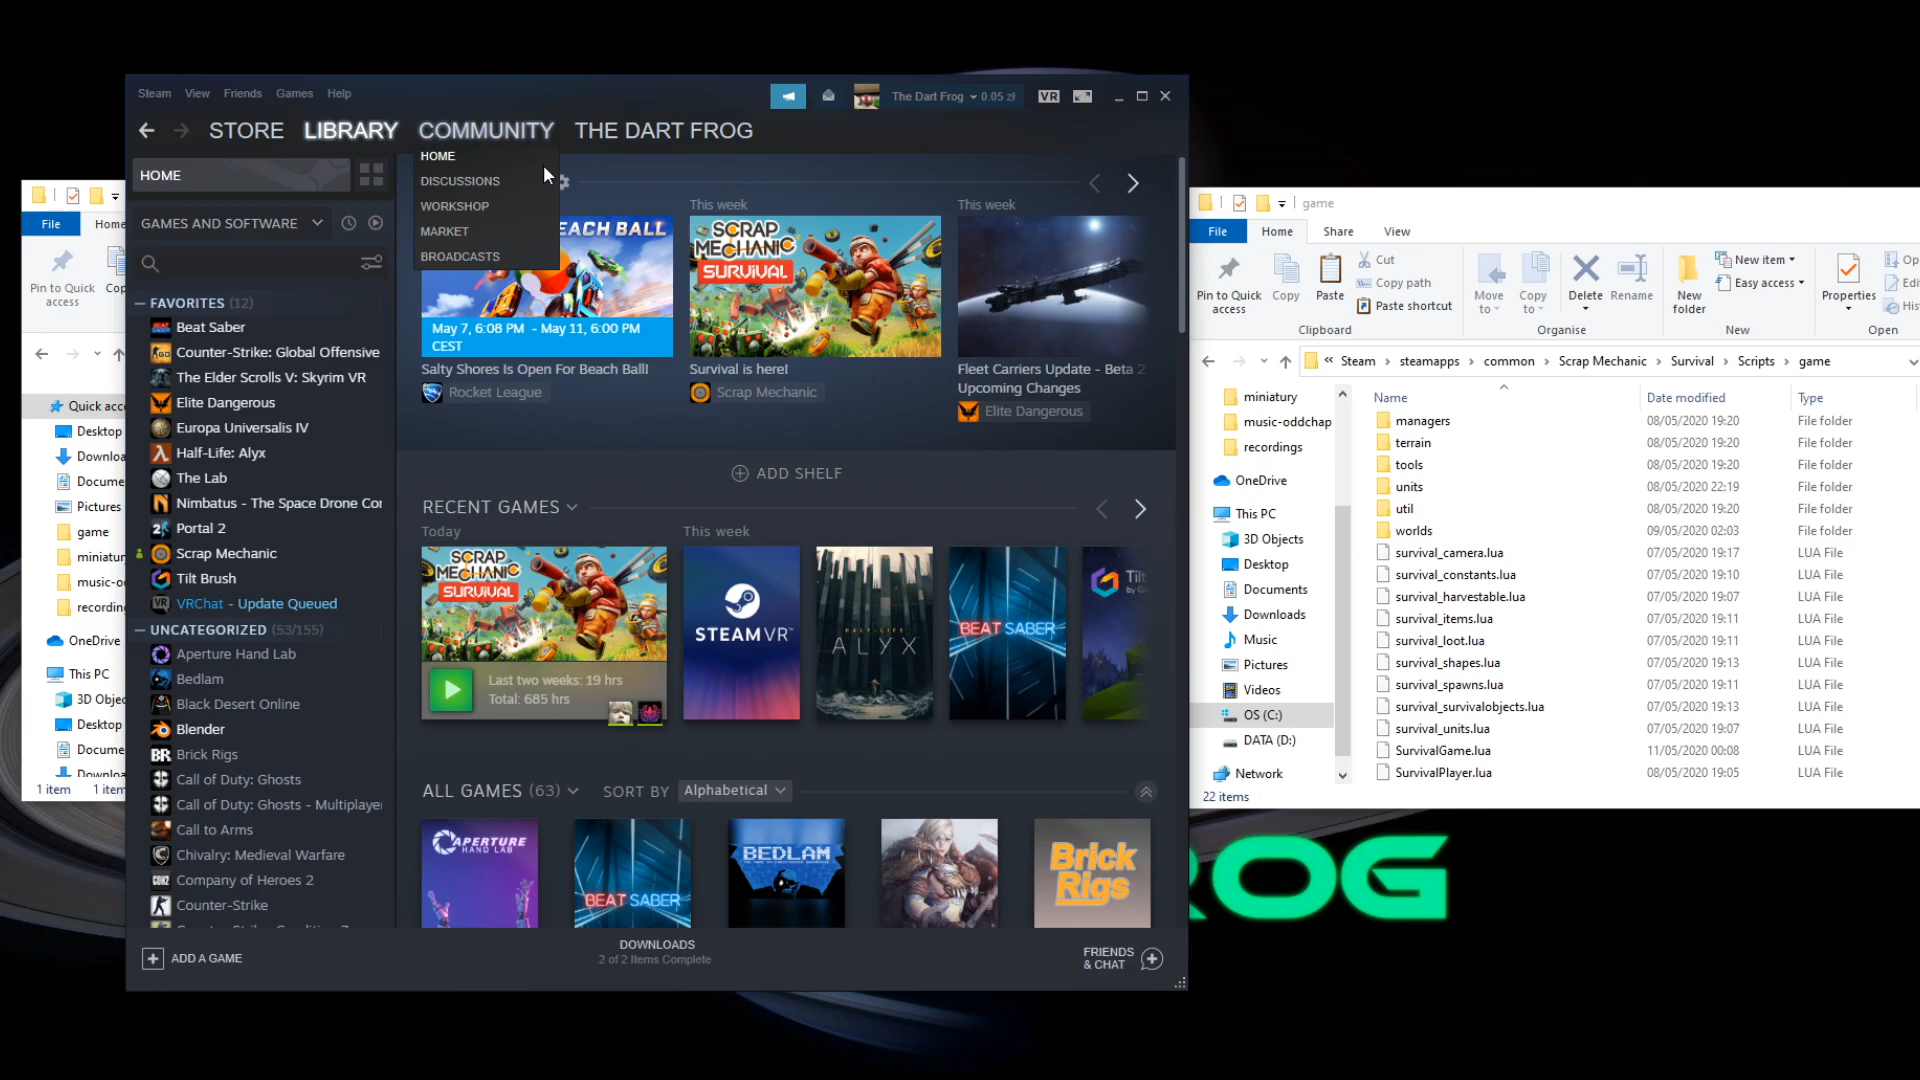 Steam View Friends Games Help
The Dart Frog 0.05 zł
VR
STORE LIBRARY COMMUNITY THE DART FROG
HOME
HOME
DISCUSSIONS
WORKSHOP
MARKET
BROADCASTS
GAMES AND SOFTWARE
FAVORITES (12)
Beat Saber
Counter-Strike: Global Offensive
The Elder Scrolls V: Skyrim VR
Elite Dangerous
Europa Universalis IV
Half-Life: Alyx
The Lab
Nimbatus - The Space Drone Cor
Portal 2
Scrap Mechanic
Tilt Brush
VRChat - Update Queued
UNCATEGORIZED (53/155)
Aperture Hand Lab
Bedlam
Black Desert Online
Blender
Brick Rigs
Call of Duty: Ghosts
Call of Duty: Ghosts - Multiplayer
Call to Arms
Chivalry: Medieval Warfare
Company of Heroes 2
Counter-Strike
ADD A GAME
This week
This week
EACH BALL
SCRAP
MECHANIC
SURVIVAL
May 7, 6:08 PM - May 11, 6:00 PM
CEST
Salty Shores Is Open For Beach Ball!
Rocket League
Survival is here!
Scrap Mechanic
Fleet Carriers Update - Beta 2
Upcoming Changes
Elite Dangerous
ADD SHELF
RECENT GAMES
Today
This week
SCRAP
MECHANIC
SURVIVAL
Last two weeks: 19 hrs
Total: 685 hrs
STEAMVR
HALF-LIFE
ALYX
BEAT SABER
Tilt
by Go
ALL GAMES (63) SORT BY Alphabetical
APERTURE
HAND LAB
BEAT SABER
BEDLAM
Brick
Rigs
DOWNLOADS
2 of 2 Items Complete
FRIENDS
& CHAT
File Home
Pin to Quick
access
Cop
Quick acce
Desktop
Downloa
Docume
Pictures
game
miniatur
music-o
recording
OneDrive
This PC
3D Objec
Desktop
Docume
Downloa
1 item 1 item
game
File Home Share View
Pin to Quick
access
Copy
Paste
Cut
Copy path
Paste shortcut
Clipboard
Move
to
Copy
to
Delete
Rename
Organise
New
folder
New item
Easy access
New
Properties
Op
Edi
His
Open
« Steam > steamapps > common > Scrap Mechanic > Survival > Scripts > game
miniatury
music-oddchap
recordings
OneDrive
This PC
3D Objects
Desktop
Documents
Downloads
Music
Pictures
Videos
OS (C:)
DATA (D:)
Network
Name Date modified Type
managers 08/05/2020 19:20 File folder
terrain 08/05/2020 19:20 File folder
tools 08/05/2020 19:20 File folder
units 08/05/2020 22:19 File folder
util 08/05/2020 19:20 File folder
worlds 09/05/2020 02:03 File folder
survival_camera.lua 07/05/2020 19:17 LUA File
survival_constants.lua 07/05/2020 19:10 LUA File
survival_harvestable.lua 07/05/2020 19:07 LUA File
survival_items.lua 07/05/2020 19:11 LUA File
survival_loot.lua 07/05/2020 19:11 LUA File
survival_shapes.lua 07/05/2020 19:13 LUA File
survival_spawns.lua 07/05/2020 19:11 LUA File
survival_survivalobjects.lua 07/05/2020 19:13 LUA File
survival_units.lua 07/05/2020 19:07 LUA File
SurvivalGame.lua 11/05/2020 00:08 LUA File
SurvivalPlayer.lua 08/05/2020 19:05 LUA File
22 items
ROG